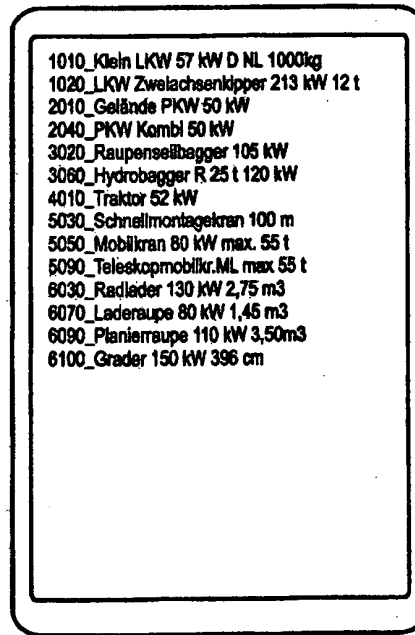 1010_Klein LKW 57 kW D NL 1000kg
1020_LKW Zweiachsenkipper 213 kW 12 t
2010_Gelände PKW 50 kW
2040_PKW Kombi 50 kW
3020_Raupenseilbagger 105 kW
3060_Hydrobagger R 25 t 120 kW
4010_Traktor 52 kW
5030_Schnellmontagekran 100 m
5050_Mobilkran 80 kW max. 55 t
5090_Teleskopmobilkr.ML max 55 t
6030_Radlader 130 kW 2,75 m3
6070_Laderaupe 80 kW 1,45 m3
6090_Planierraupe 110 kW 3,50m3
6100_Grader 150 kW 396 cm